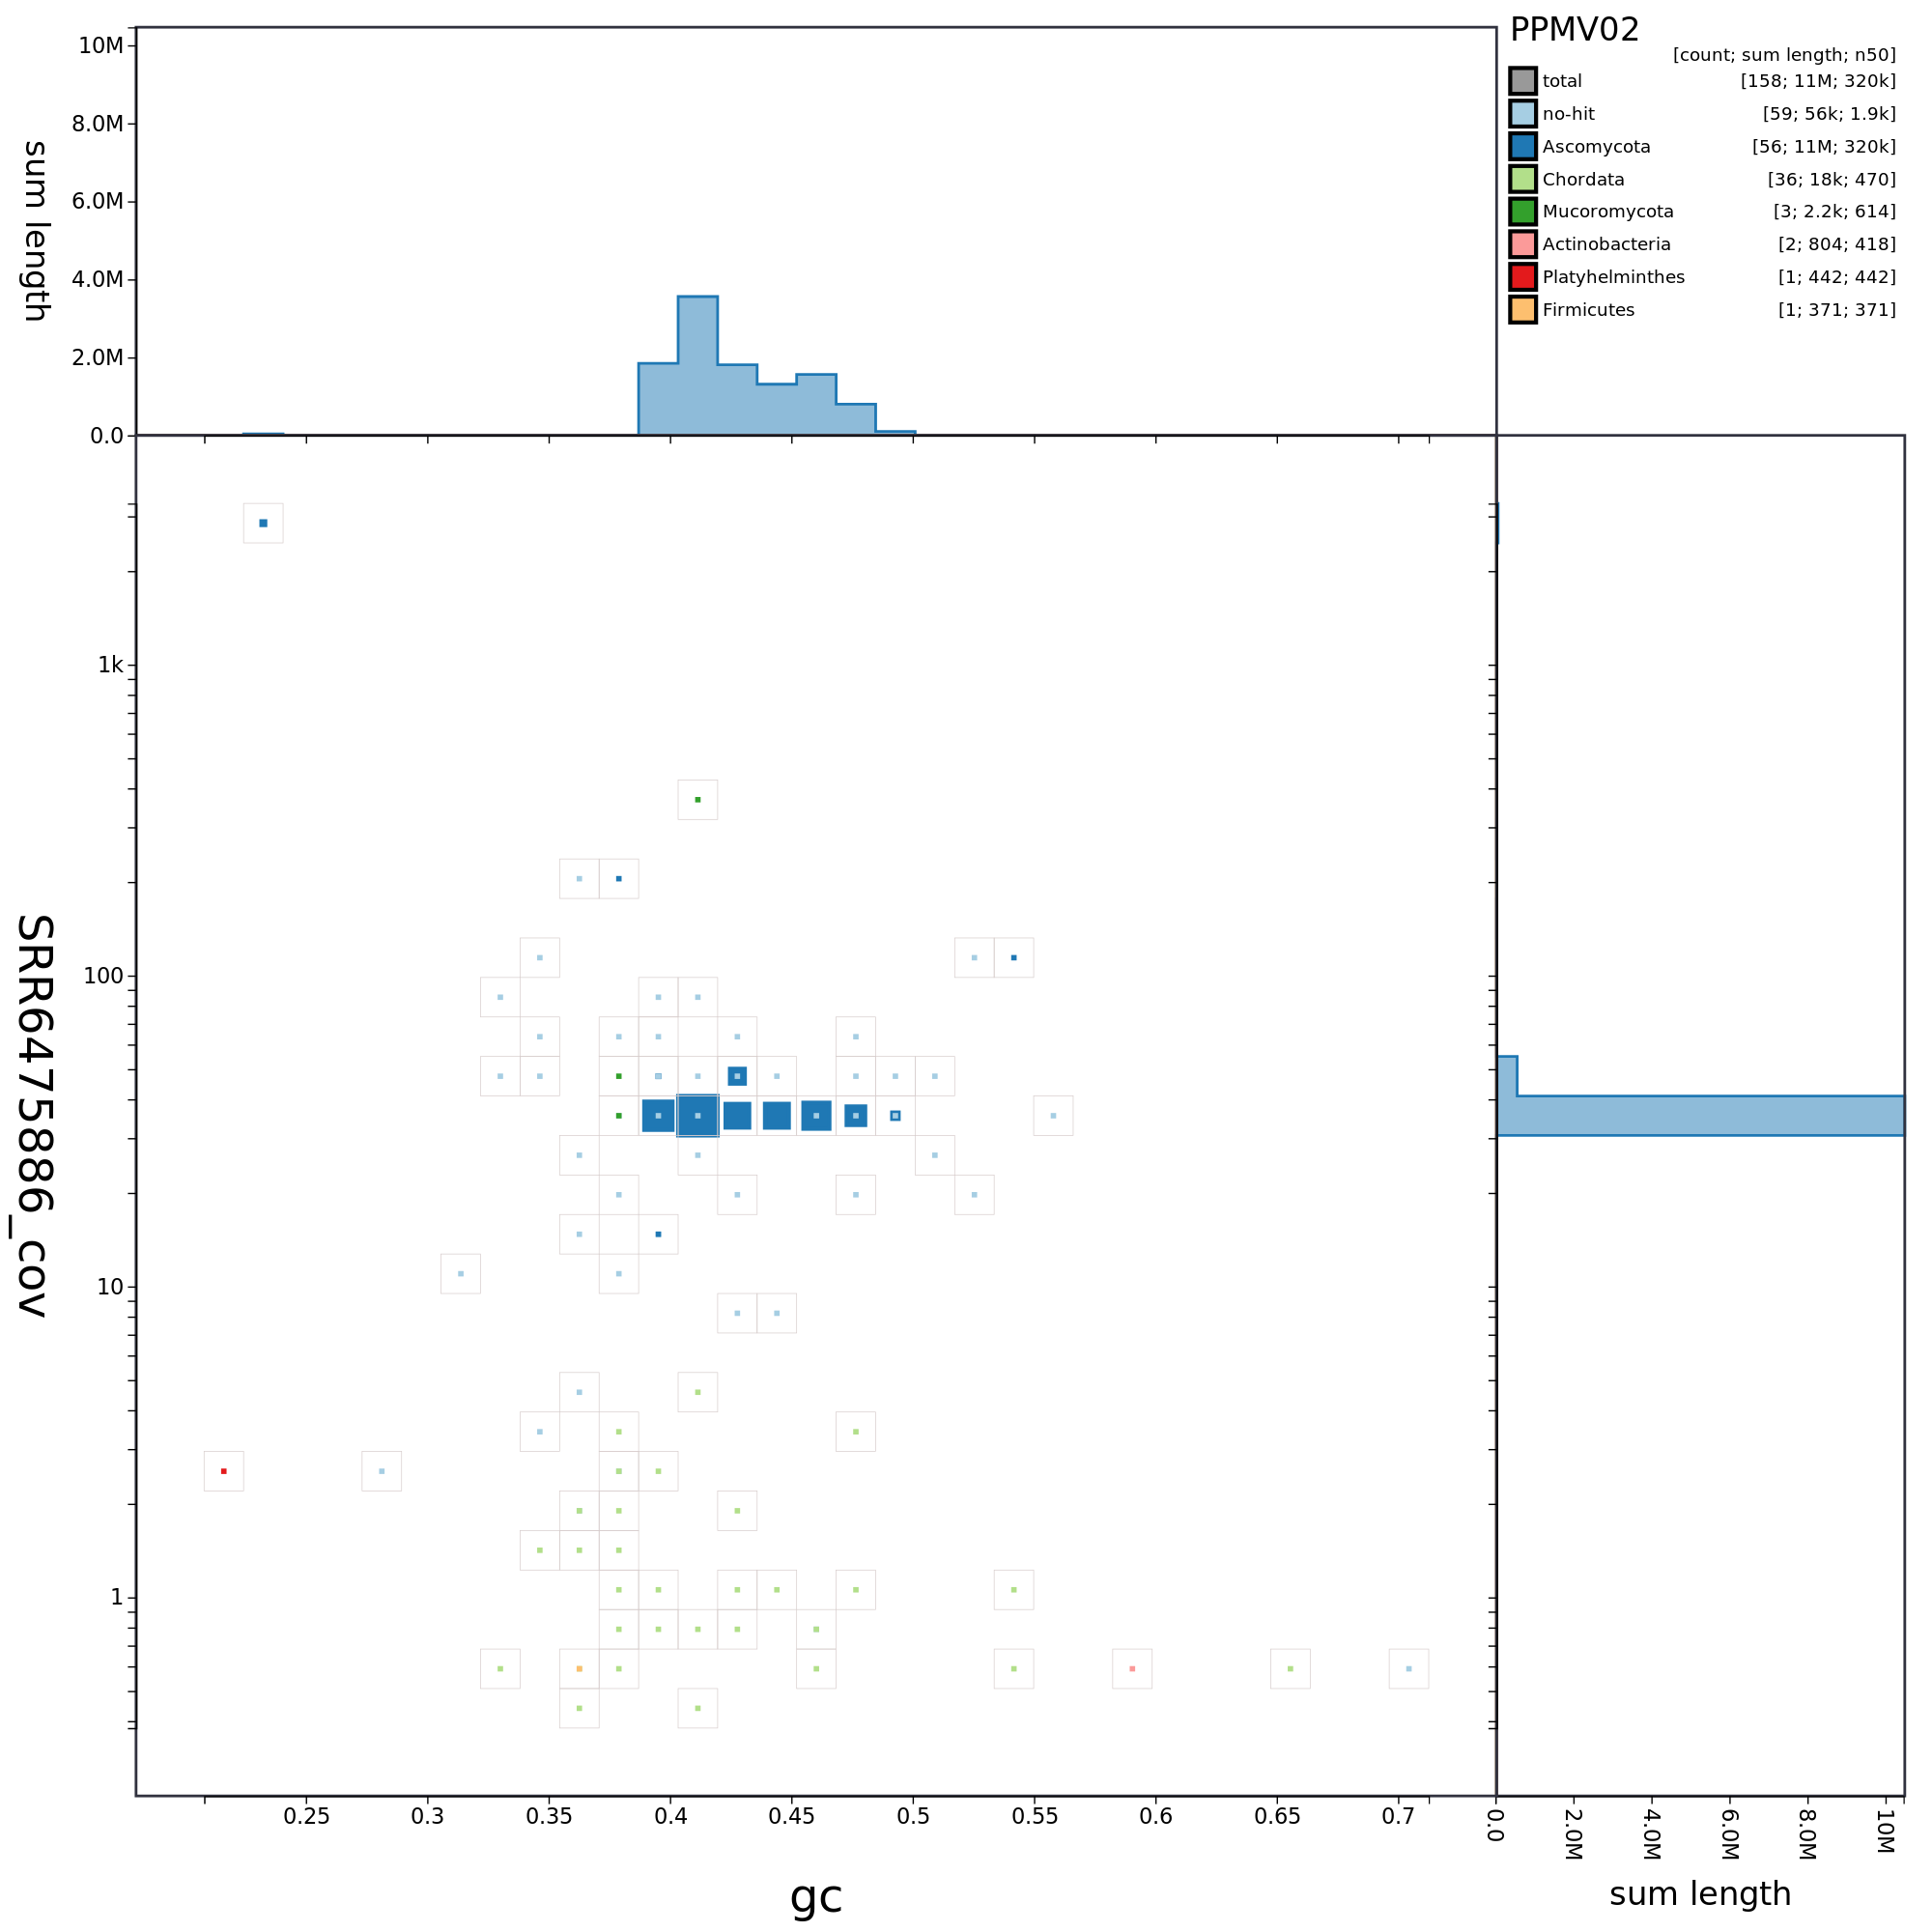 PPMV02
[count; sum length; n50]
total [158; 11M; 320k]
no-hit [59; 56k; 1.9k]
Ascomycota [56; 11M; 320k]
Chordata [36; 18k; 470]
Mucoromycota [3; 2.2k; 614]
Actinobacteria [2; 804; 418]
Platyhelminthes [1; 442; 442]
Firmicutes [1; 371; 371]
sum length
10M
8.0M
6.0M
4.0M
2.0M
0.0
SRR6475886_cov
1k
100
10
1
0.25 0.3 0.35 0.4 0.45 0.5 0.55 0.6 0.65 0.7
gc
0.0 2.0M 4.0M 6.0M 8.0M 10M
sum length